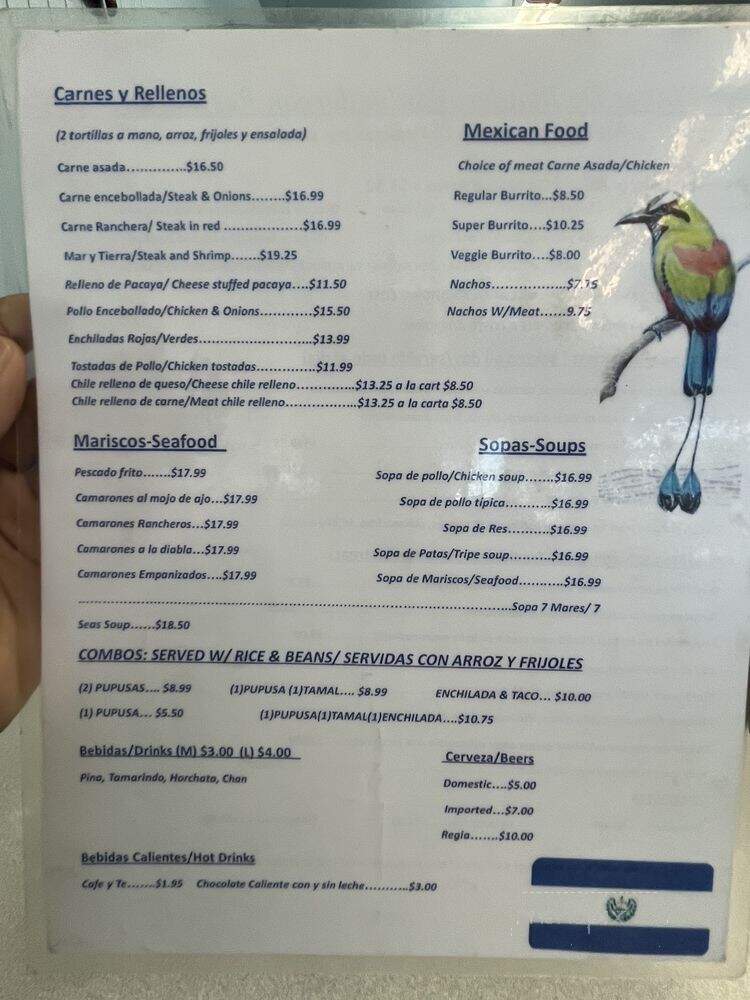 Carnes y Rellenos
(2 tortillas a mano, arroz, frijoles y ensalada)
Carne asada.............$16.50
Carne encebollada/Steak & Onions.......$16.99
Carne Ranchera/ Steak in red ..................$16.99
Mar y Tierra/Steak and Shrimp......$19.25
Relleno de Pacaya/ Cheese stuffed pacaya....$11.50
Pollo Encebollado/Chicken & Onions............$15.50
Enchiladas Rojas/Verdes..........................$13.99
Tostadas de Pollo/Chicken tostadas.............$11.99
Chile relleno de queso/Cheese chile relleno.............$13.25 a la cart $8.50
Chile relleno de carne/Meat chile relleno................$13.25 a la carta $8.50
Mexican Food
Choice of meat Carne Asada/Chicken
Regular Burrito...$8.50
Super Burrito....$10.25
Veggie Burrito....$8.00
Nachos.................$7.75
Nachos W/Meat......9.75
Mariscos-Seafood
Pescado frito.......$17.99
Camarones al mojo de ajo...$17.99
Camarones Rancheros...$17.99
Camarones a la diabla...$17.99
Camarones Empanizados....$17.99
Sopas-Soups
Sopa de pollo/Chicken soup.......$16.99
Sopa de pollo típica...........$16.99
Sopa de Res..........$16.99
Sopa de Patas/Tripe soup..........$16.99
Sopa de Mariscos/Seafood...........$16.99
....................................................................................................Sopa 7 Mares/ 7
Seas Soup......$18.50
COMBOS: SERVED W/ RICE & BEANS/ SERVIDAS CON ARROZ Y FRIJOLES
(2) PUPUSAS.... $8.99 (1)PUPUSA (1)TAMAL.... $8.99 ENCHILADA & TACO... $10.00
(1) PUPUSA... $5.50 (1)PUPUSA(1)TAMAL(1)ENCHILADA....$10.75
Bebidas/Drinks (M) $3.00 (L) $4.00
Pina, Tamarindo, Horchata, Chan
Cerveza/Beers
Domestic....$5.00
Imported...$7.00
Regia.......$10.00
Bebidas Calientes/Hot Drinks
Cafe y Te.......$1.95 Chocolate Caliente con y sin leche...........$3.00